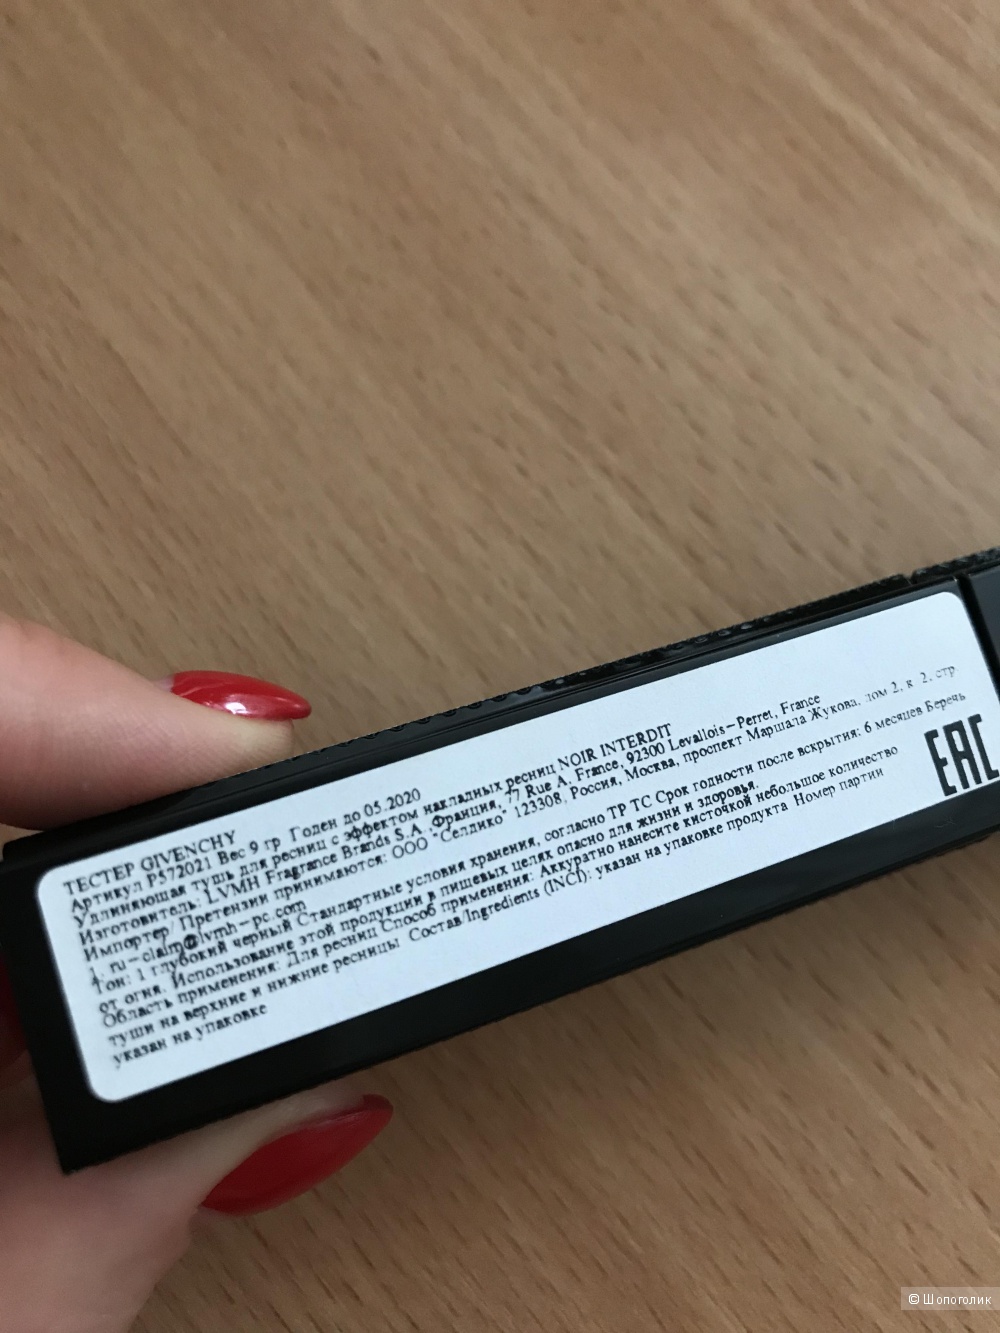 ТЕСТЕР GIVENCHY
Артикул P572021 Вес 9 гр Годен до 05.2020
Удлиняющая тушь для ресниц с эффектом накладных ресниц NOIR INTERDIT
Изготовитель: LVMH Fragrance Brands S.A. Франция, 77 Rue A. France, 92300 Levallois-Perret, France
Импортер/ Претензии принимаются: ООО "Селдико" 123308, Россия, Москва, проспект Маршала Жукова, дом 2, к. 2, стр
1. ru-claim@lvmh-pc.com
Тон: 1 глубокий черный Стандартные условия хранения, согласно ТР ТС Срок годности после вскрытия: 6 месяцев Беречь
от огня. Использование этой продукции в пищевых целях опасно для жизни и здоровья.
Область применения: Для ресниц Способ применения: Аккуратно нанесите кисточкой небольшое количество
туши на верхние и нижние ресницы Состав/Ingredients (INCI): указан на упаковке продукта Номер партии
указан на упаковке
EAC
© Шопоголик